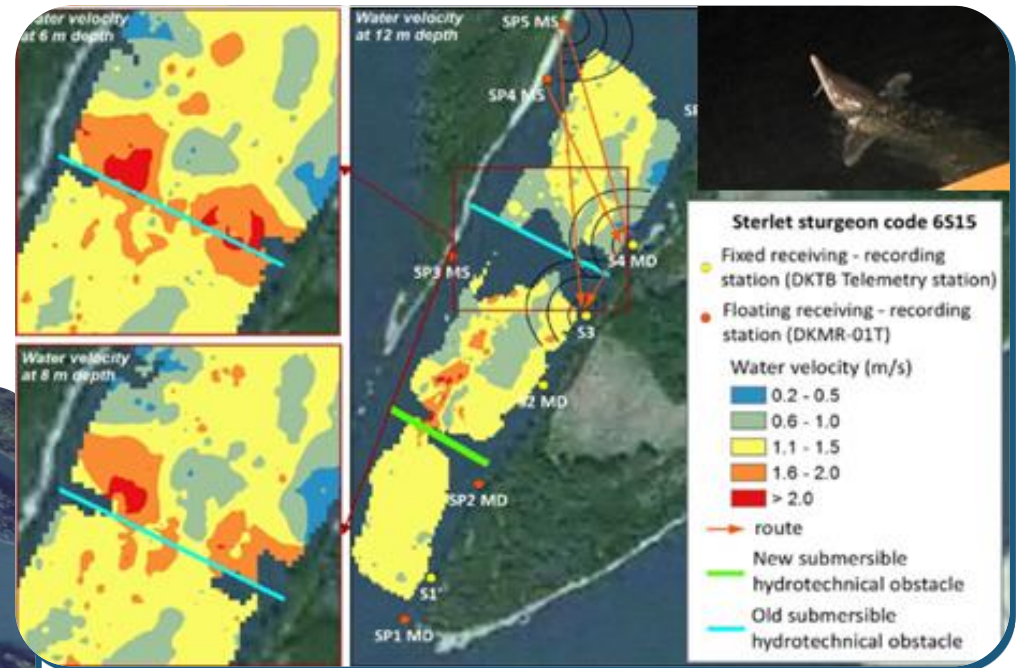 Water velocity
at 6 m depth
Water velocity
at 8 m depth
Water velocity
at 12 m depth
SP5 MS
SP4 MS
SP
S4 MD
SP3 MS
S3
S2 MD
SP2 MD
S1
SP1 MD
Sterlet sturgeon code 6S15
Fixed receiving - recording
station (DKTB Telemetry station)
Floating receiving - recording
station (DKMR-01T)
Water velocity (m/s)
0.2 - 0.5
0.6 - 1.0
1.1 - 1.5
1.6 - 2.0
> 2.0
route
New submersible
hydrotechnical obstacle
Old submersible
hydrotechnical obstacle